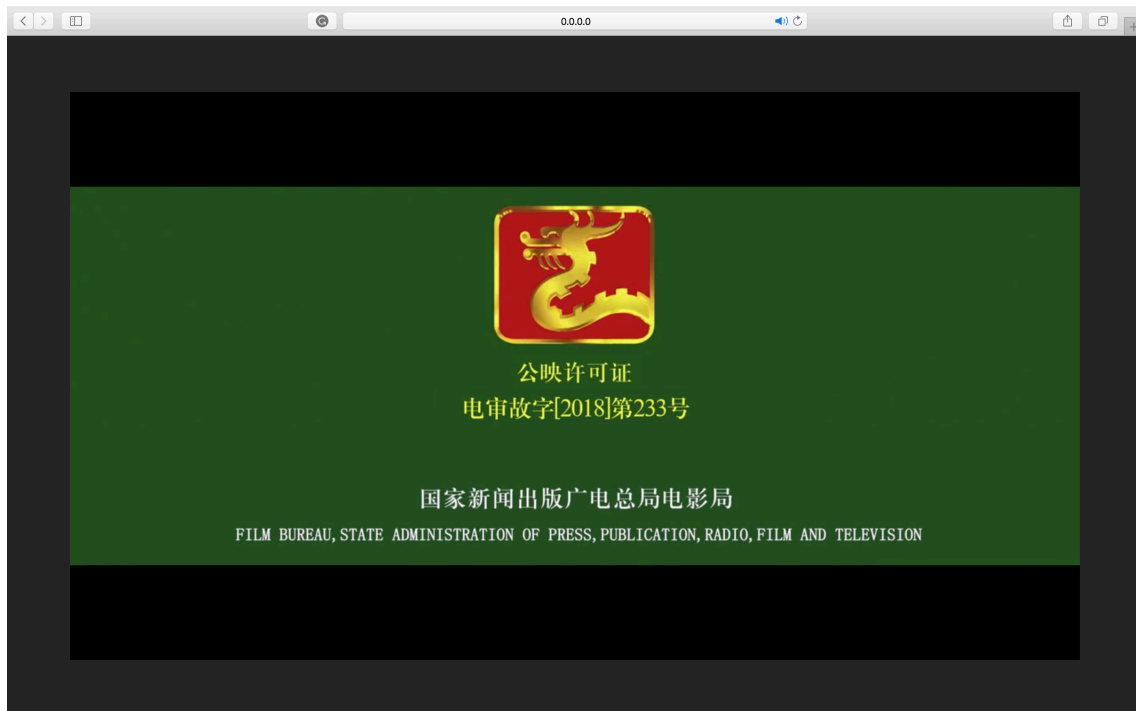 0.0.0.0
公映许可证
电审故字[2018]第233号
国家新闻出版广电总局电影局
FILM BUREAU,STATE ADMINISTRATION OF PRESS,PUBLICATION,RADIO,FILM AND TELEVISION